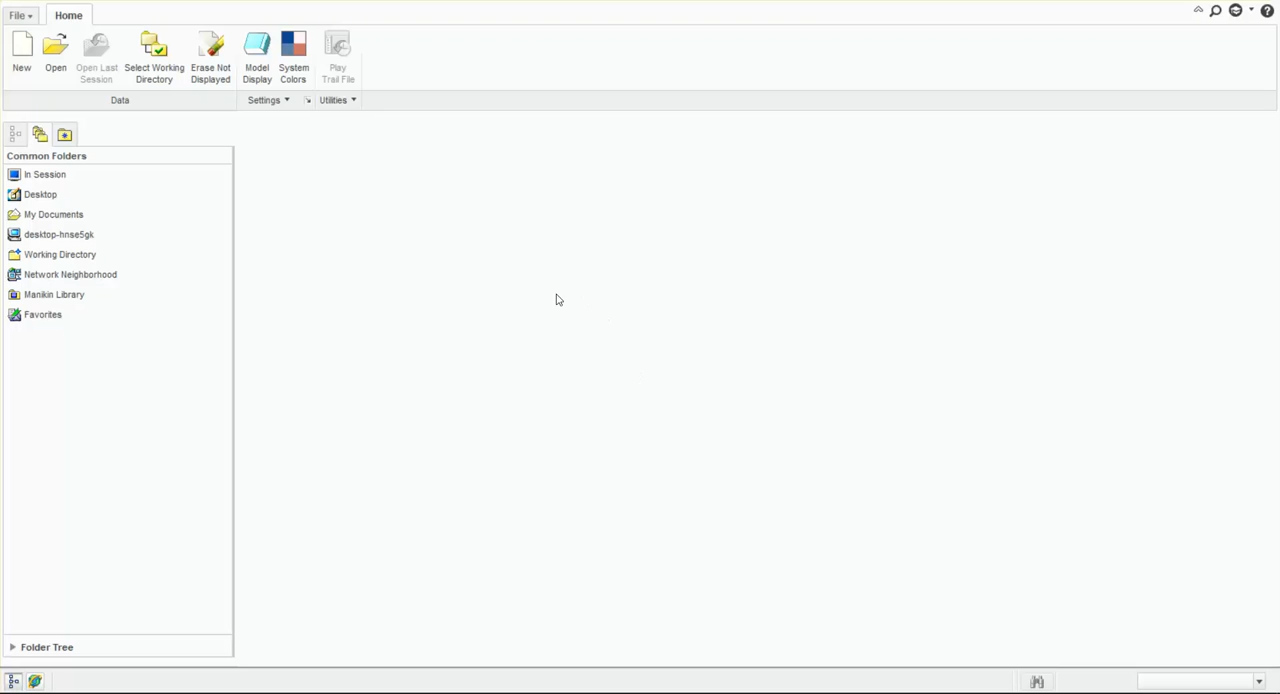 File
Home
New
Open
Open Last
Session
Select Working
Directory
Erase Not
Displayed
Model
Display
System
Colors
Play
Trail File
Data
Settings
Utilities
Common Folders
In Session
Desktop
My Documents
desktop-hnse5gk
Working Directory
Network Neighborhood
Manikin Library
Favorites
Folder Tree